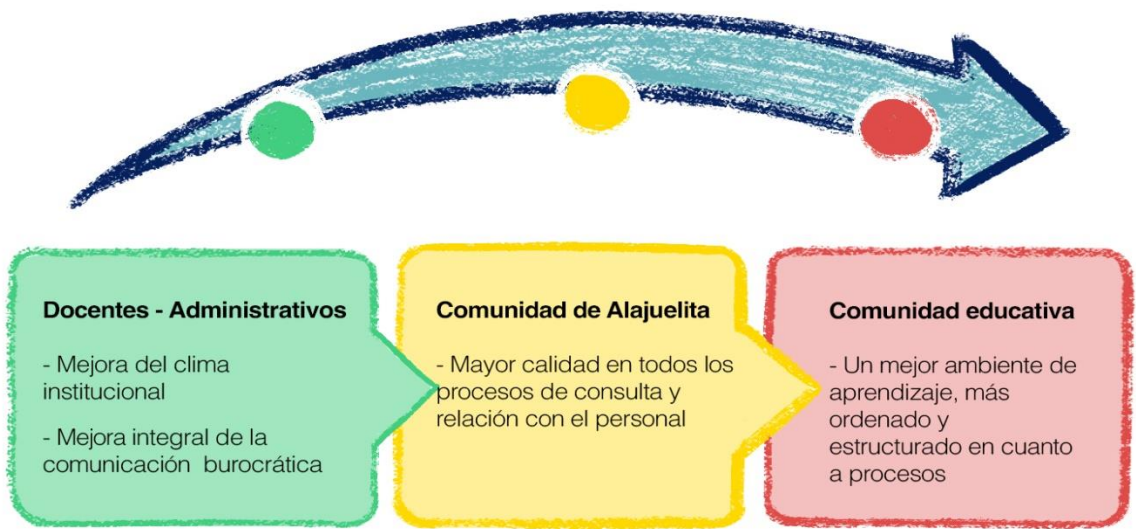 Docentes - Administrativos
- Mejora del clima
institucional
- Mejora integral de la
comunicación burocrática
Comunidad de Alajuelita
- Mayor calidad en todos los
procesos de consulta y
relación con el personal
Comunidad educativa
- Un mejor ambiente de
aprendizaje, más
ordenado y
estructurado en cuanto
a procesos